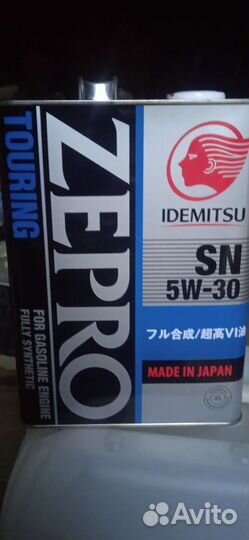 TOURING
FOR GASOLINE ENGINE
FULLY SYNTHETIC
ZEPRO
IDEMITSU
SN
5W-30
フル合成/超高VI油
MADE IN JAPAN
Avito